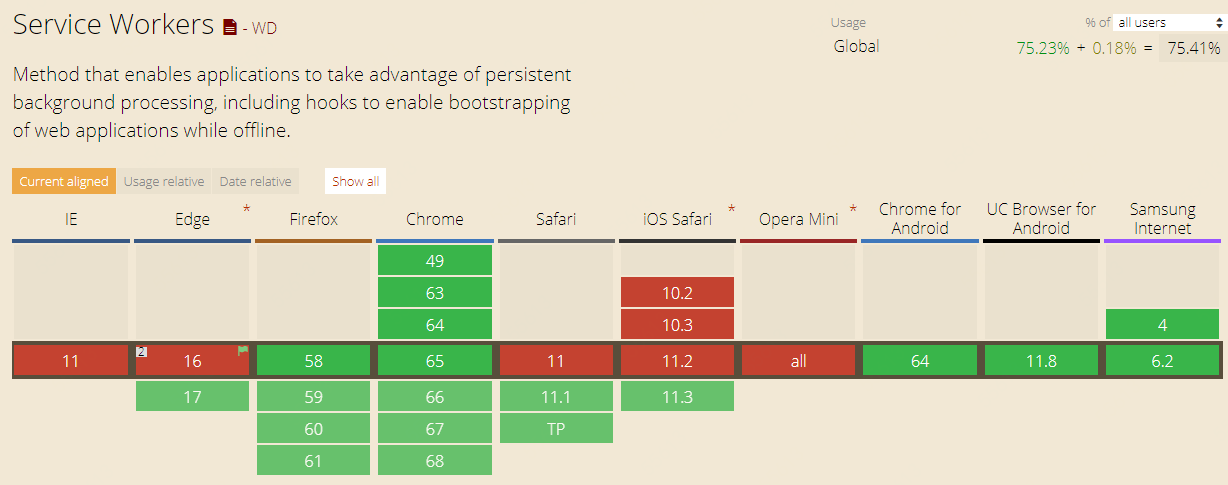 Service Workers - WD
Usage % of all users
Global 75.23% + 0.18% = 75.41%
Method that enables applications to take advantage of persistent
background processing, including hooks to enable bootstrapping
of web applications while offline.
Current aligned Usage relative Date relative Show all
IE Edge * Firefox Chrome Safari iOS Safari * Opera Mini * Chrome for Android UC Browser for Android Samsung Internet
49
63 10.2
64 10.3 4
11 2 16 58 65 11 11.2 all 64 11.8 6.2
17 59 66 11.1 11.3
60 67 TP
61 68